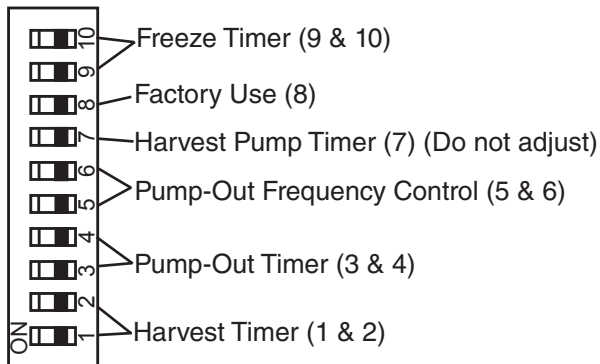 10
Freeze Timer (9 & 10)
9
8
Factory Use (8)
7
Harvest Pump Timer (7) (Do not adjust)
6
Pump-Out Frequency Control (5 & 6)
5
4
Pump-Out Timer (3 & 4)
3
2
Harvest Timer (1 & 2)
1
ON